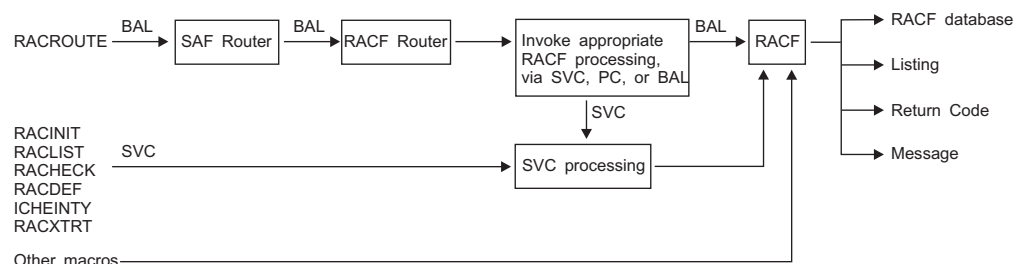 BAL
BAL
BAL
RACROUTE
SAF Router
RACF Router
Invoke appropriate
RACF processing,
via SVC, PC, or BAL
RACF
RACF database
Listing
Return Code
Message
SVC
RACINIT
RACLIST
RACHECK
RACDEF
ICHEINTY
RACXTRT
SVC
SVC processing
Other macros